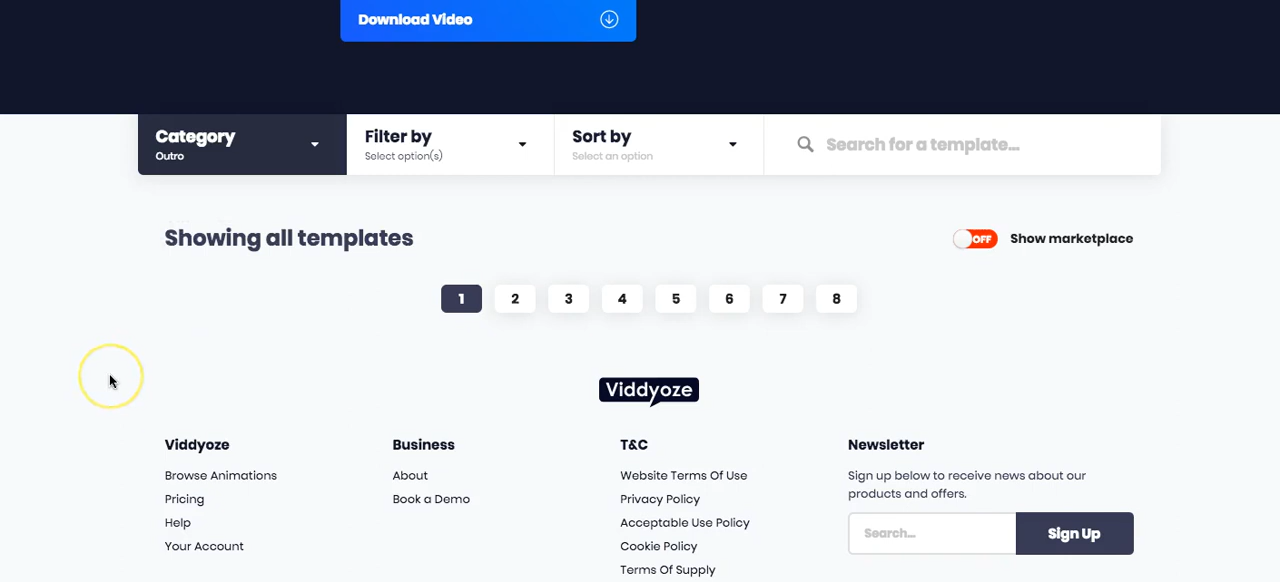 Download Video
Category
Outro
Filter by
Select option(s)
Sort by
Select an option
Search for a template...
Showing all templates
OFF
Show marketplace
1 2 3 4 5 6 7 8
Viddyoze
Viddyoze
Browse Animations
Pricing
Help
Your Account
Business
About
Book a Demo
T&C
Website Terms Of Use
Privacy Policy
Acceptable Use Policy
Cookie Policy
Terms Of Supply
Newsletter
Sign up below to receive news about our
products and offers.
Search...
Sign Up